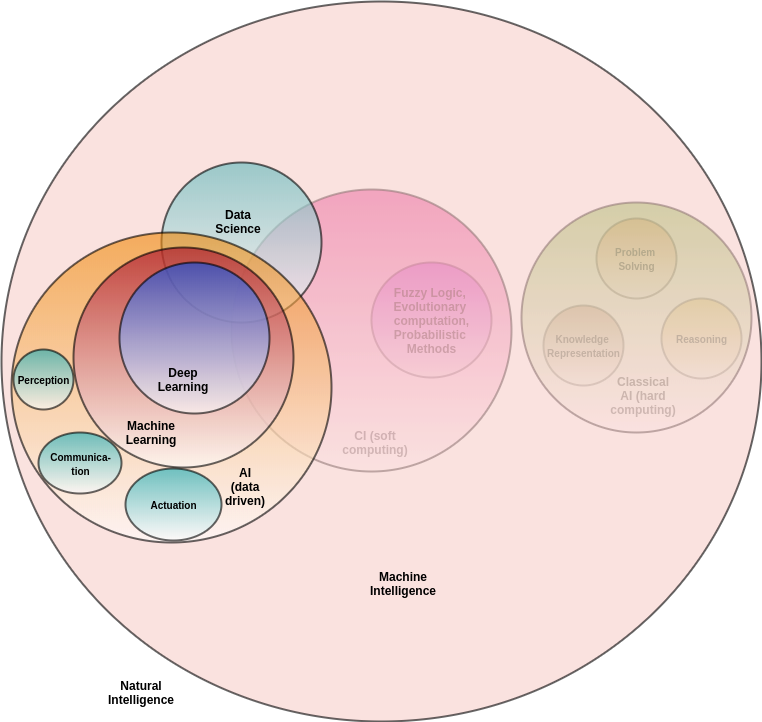 Data
Science
Problem
Solving
Fuzzy Logic,
Evolutionary
computation,
Probabilistic
Methods
Knowledge
Representation
Reasoning
Perception
Deep
Learning
Classical
AI (hard
computing)
Machine
Learning
CI (soft
computing)
Communica-
tion
AI
(data
driven)
Actuation
Machine
Intelligence
Natural
Intelligence